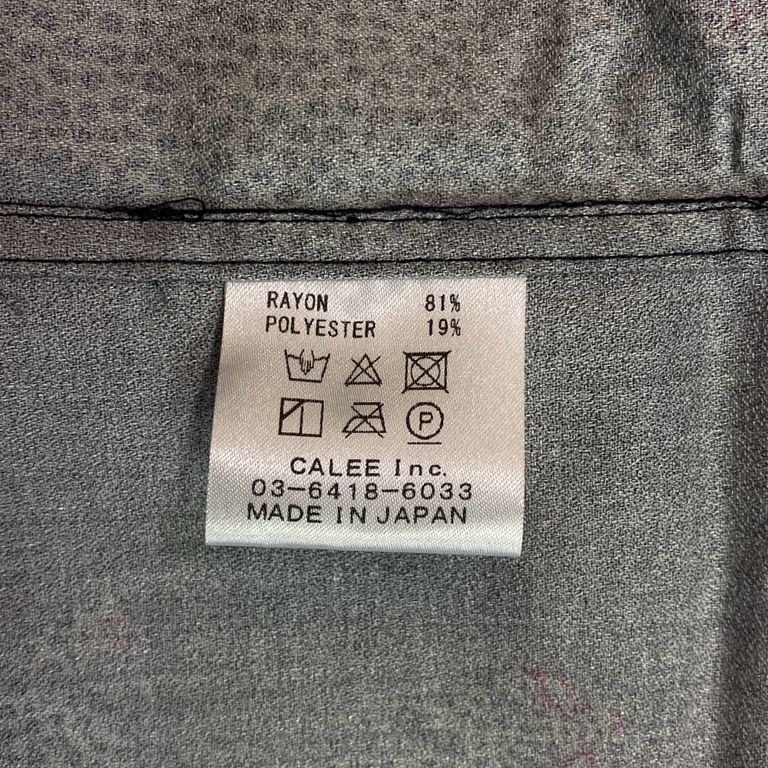 RAYON 81%
POLYESTER 19%
P
CALEE Inc.
03-6418-6033
MADE IN JAPAN